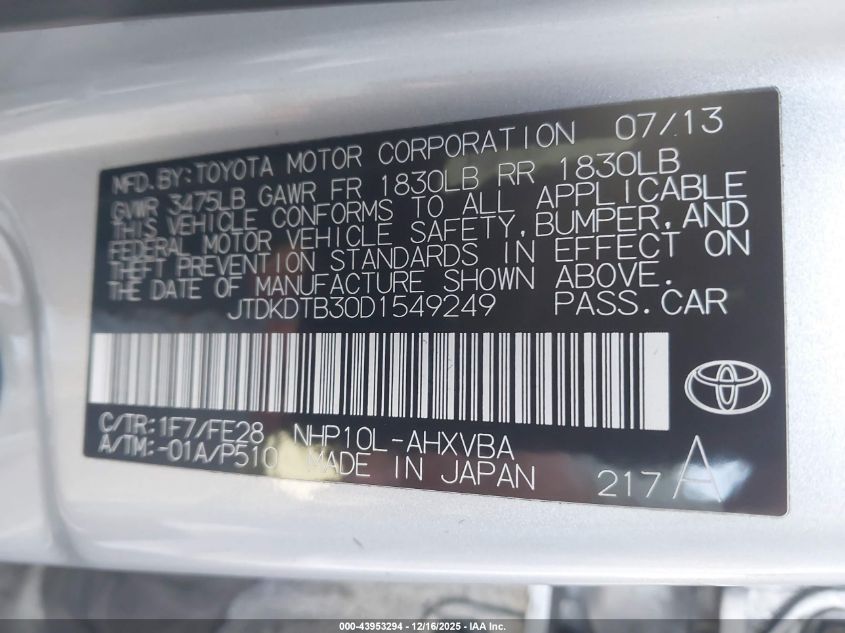 MFD.BY:TOYOTA MOTOR CORPORATION 07/13
GVWR 3475LB GAWR FR 1830LB RR 1830LB
THIS VEHICLE CONFORMS TO ALL APPLICABLE
FEDERAL MOTOR VEHICLE SAFETY,BUMPER,AND
THEFT PREVENTION STANDARDS IN EFFECT ON
THE DATE OF MANUFACTURE SHOWN ABOVE.
JTDKDTB30D1549249 PASS.CAR
C/TR:1F7/FE28 NHP10L-AHXVBA
A/TM:-01A/P510 MADE IN JAPAN 217A
000-43953294 - 12/16/2025 - IAA Inc.